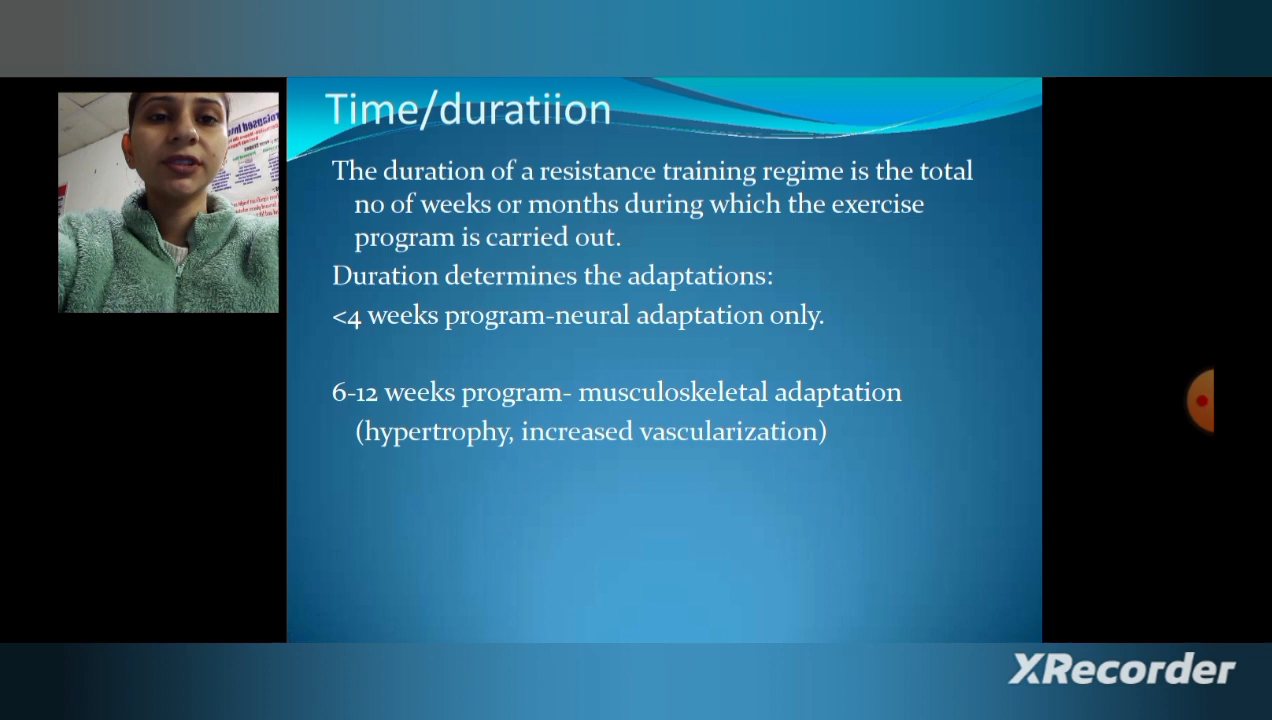 Time/duratiion
The duration of a resistance training regime is the total
no of weeks or months during which the exercise
program is carried out.
Duration determines the adaptations:
<4 weeks program-neural adaptation only.
6-12 weeks program- musculoskeletal adaptation
(hypertrophy, increased vascularization)
XRecorder